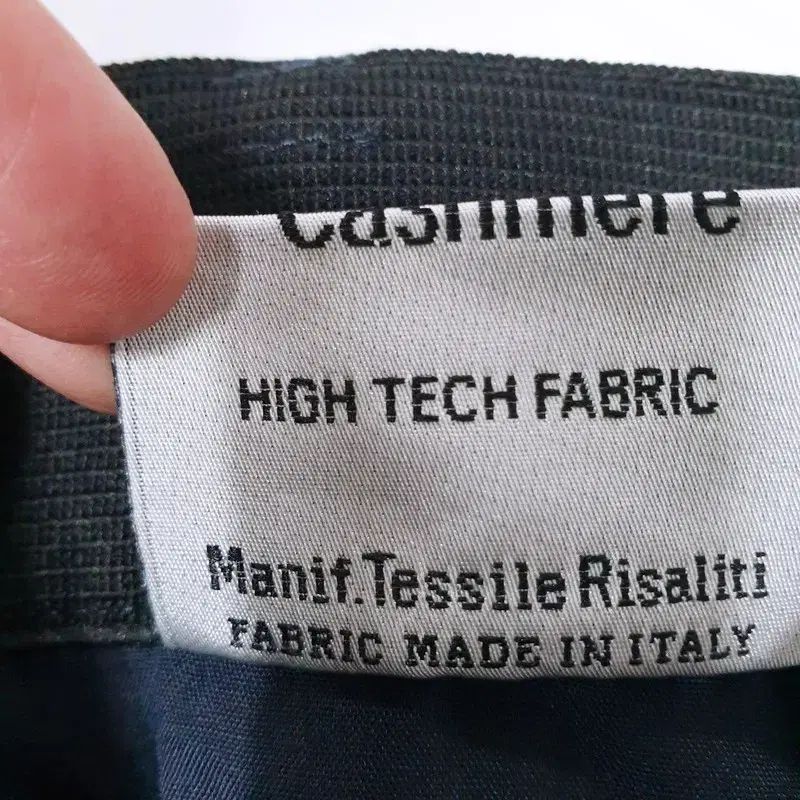 Cashmere
HIGH TECH FABRIC
Manif.Tessile Risaliti
FABRIC MADE IN ITALY